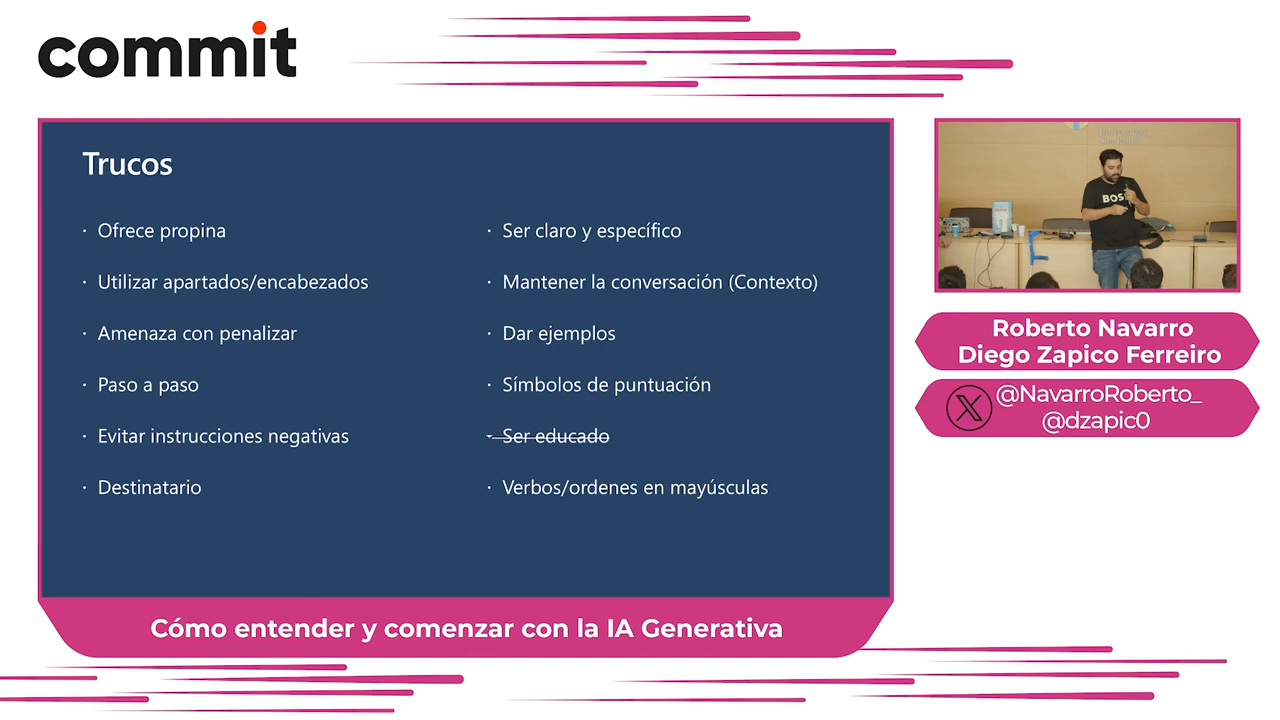 commit
Trucos
· Ofrece propina
· Utilizar apartados/encabezados
· Amenaza con penalizar
· Paso a paso
· Evitar instrucciones negativas
· Destinatario
· Ser claro y específico
· Mantener la conversación (Contexto)
· Dar ejemplos
· Símbolos de puntuación
· Ser educado
· Verbos/ordenes en mayúsculas
Cómo entender y comenzar con la IA Generativa
BOSS
Roberto Navarro
Diego Zapico Ferreiro
@NavarroRoberto_
@dzapic0